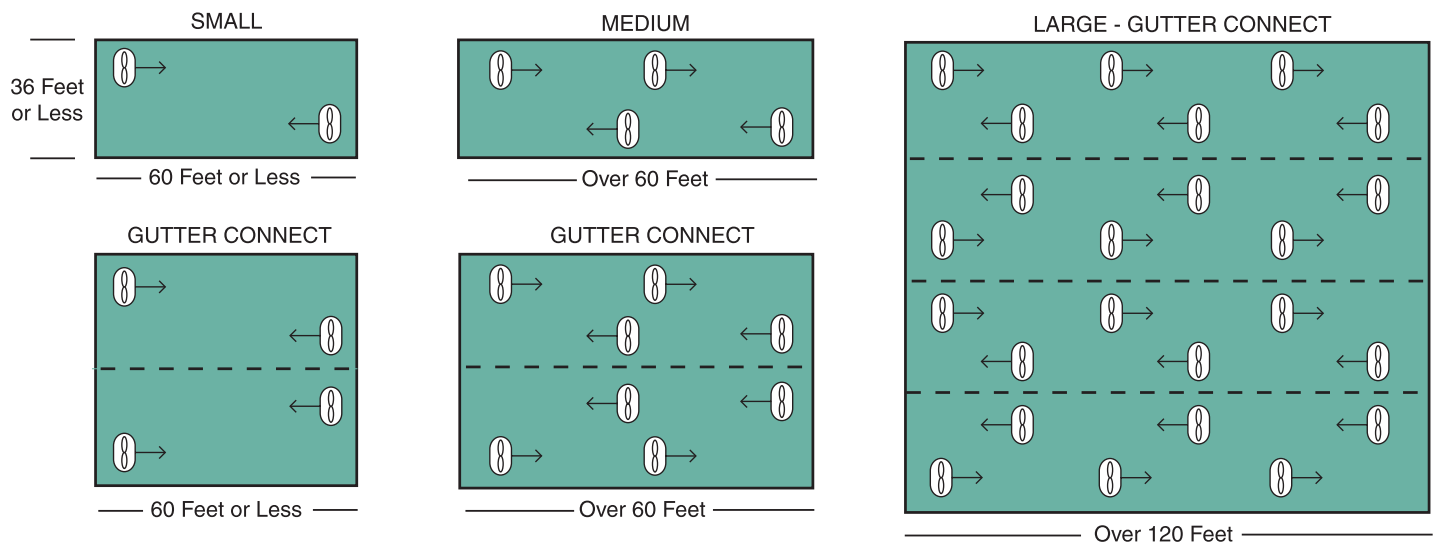 SMALL
36 Feet
or Less
60 Feet or Less
MEDIUM
Over 60 Feet
LARGE - GUTTER CONNECT
GUTTER CONNECT
60 Feet or Less
GUTTER CONNECT
Over 60 Feet
Over 120 Feet